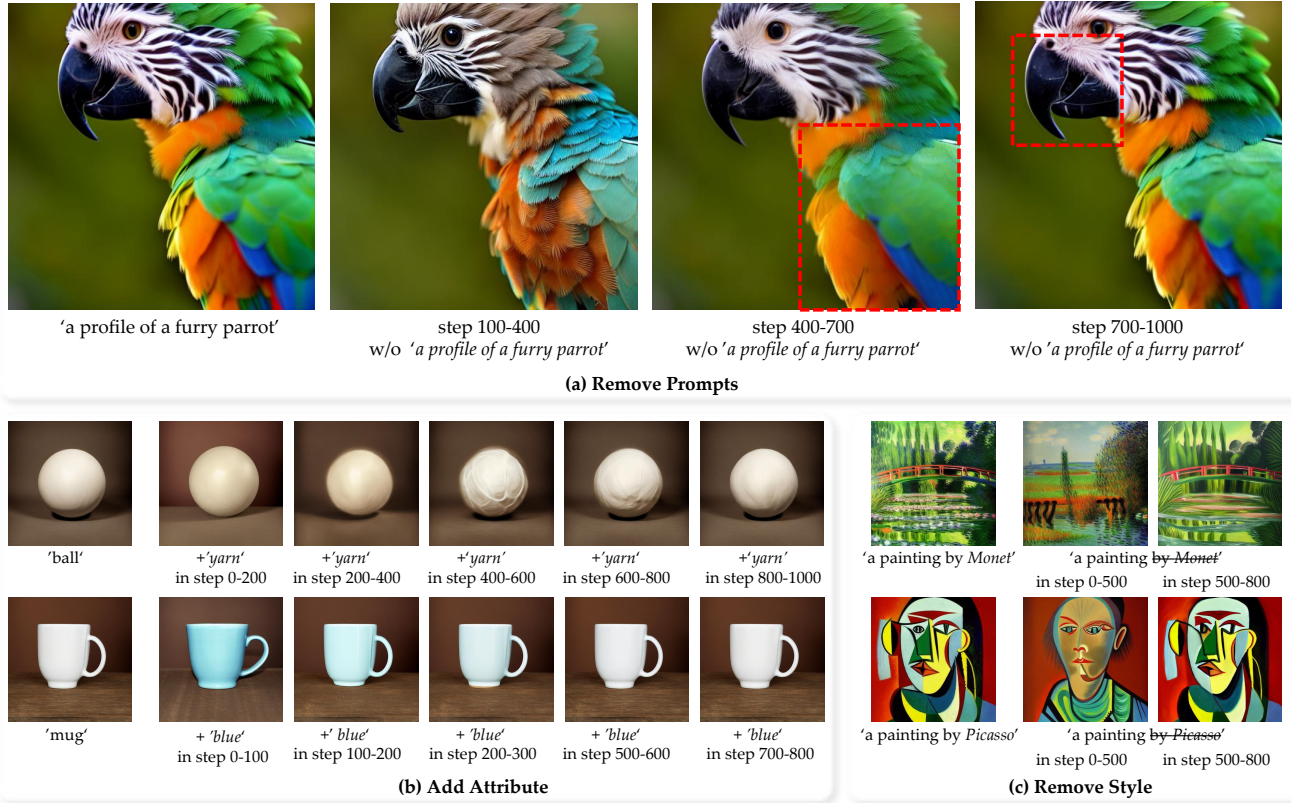 'a profile of a furry parrot'
step 100-400
w/o 'a profile of a furry parrot'
step 400-700
w/o 'a profile of a furry parrot'
step 700-1000
w/o 'a profile of a furry parrot'
(a) Remove Prompts
'ball'
+'yarn'
in step 0-200
+'yarn'
in step 200-400
+'yarn'
in step 400-600
+'yarn'
in step 600-800
+'yarn'
in step 800-1000
'mug'
+ 'blue'
in step 0-100
+' blue'
in step 100-200
+ 'blue'
in step 200-300
+ 'blue'
in step 500-600
+ 'blue'
in step 700-800
(b) Add Attribute
'a painting by Monet'
'a painting by Monet'
in step 0-500
in step 500-800
'a painting by Picasso'
'a painting by Picasso'
in step 0-500
in step 500-800
(c) Remove Style